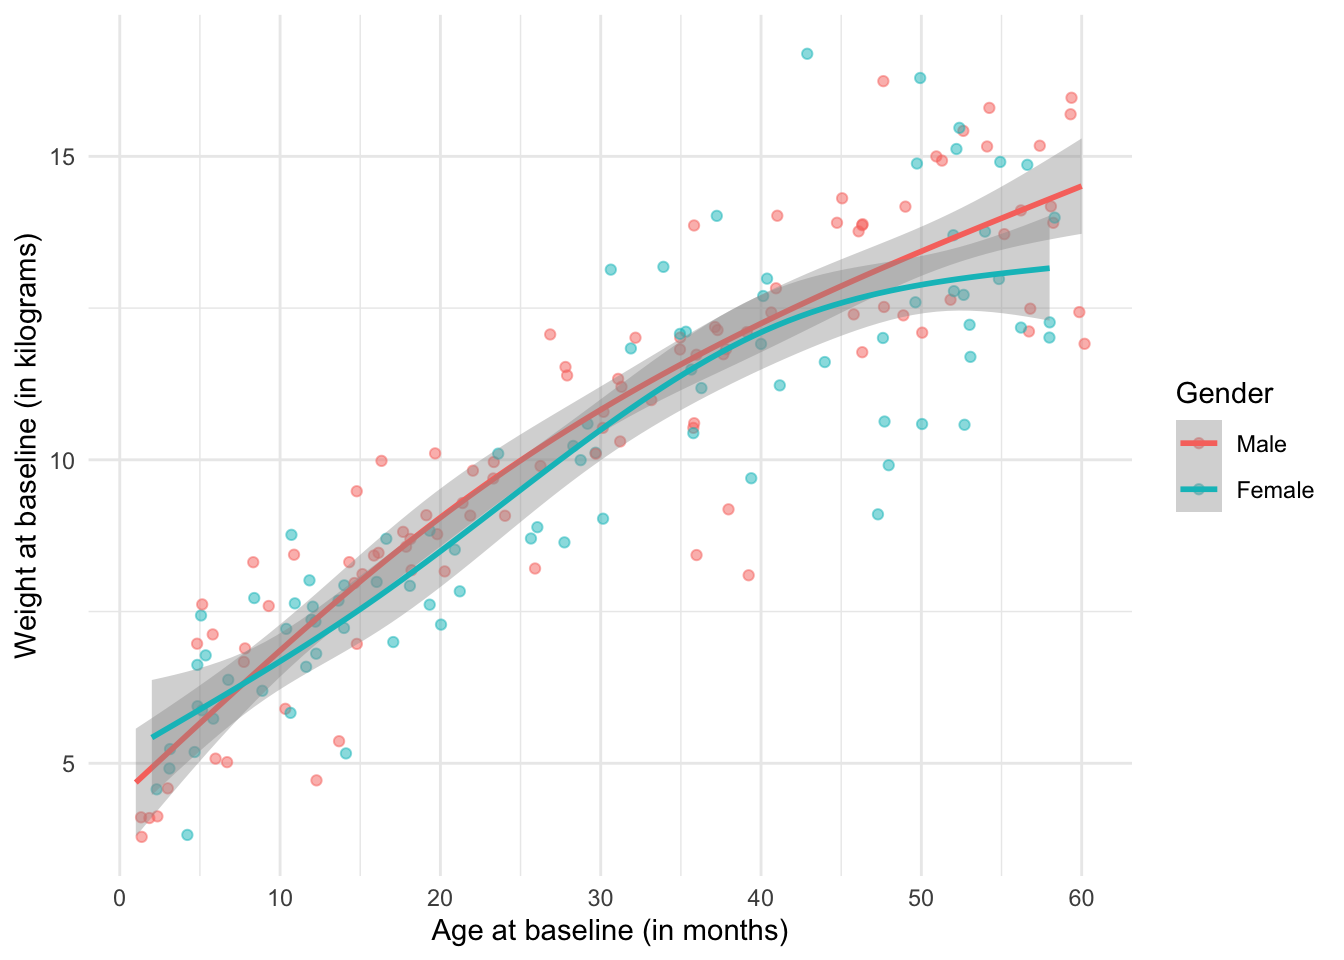 15
10
5
0 10 20 30 40 50 60
Age at baseline (in months)
Weight at baseline (in kilograms)
Gender
Male
Female